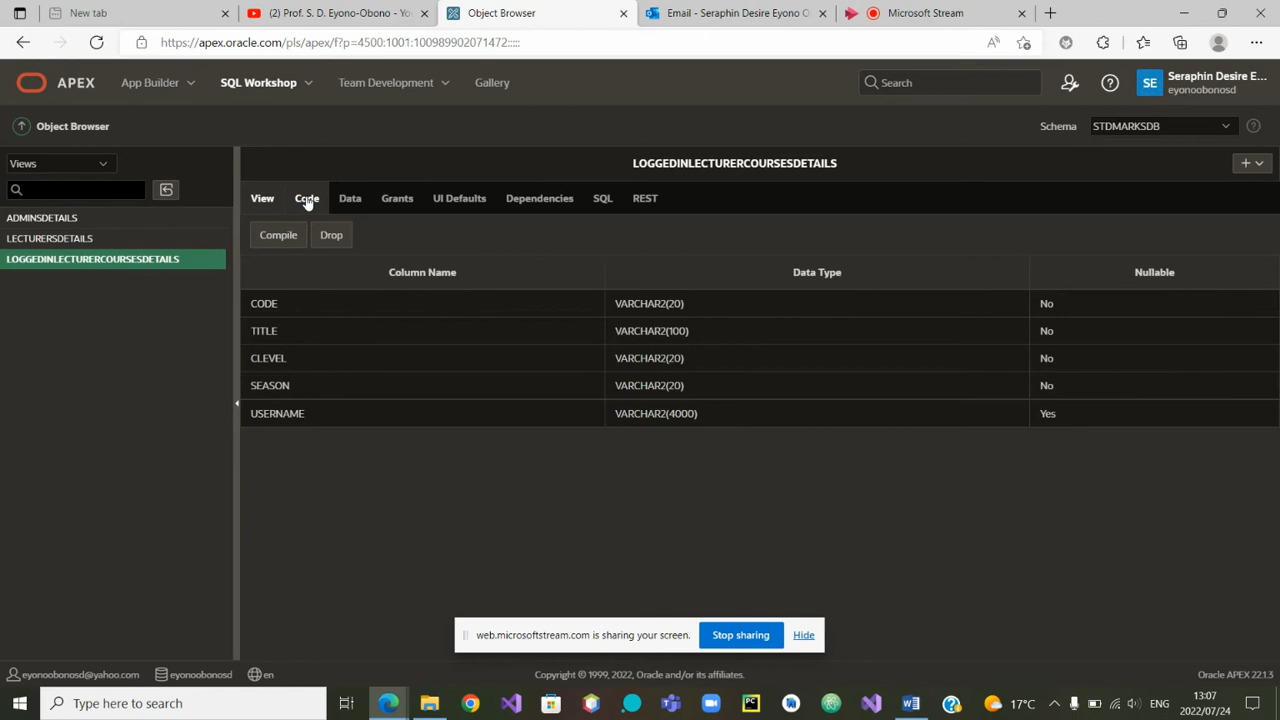 New tab
(2) Prof. S. D. Eyono-Obono - Yo
Object Browser
Email - Seraphin Desire Eyono O
Microsoft Stream
https://apex.oracle.com/pls/apex/f?p=4500:1001:100989902071472:::::
APEX
App Builder
SQL Workshop
Team Development
Gallery
Search
SE
Seraphin Desire E...
eyonoobonosd
Object Browser
Schema
STDMARKSDB
Views
LOGGEDINLECTURERCOURSESDETAILS
View
Code
Data
Grants
UI Defaults
Dependencies
SQL
REST
ADMINSDETAILS
LECTURERSDETAILS
LOGGEDINLECTURERCOURSESDETAILS
Compile
Drop
Column Name Data Type Nullable
CODE VARCHAR2(20) No
TITLE VARCHAR2(100) No
CLEVEL VARCHAR2(20) No
SEASON VARCHAR2(20) No
USERNAME VARCHAR2(4000) Yes
web.microsoftstream.com is sharing your screen.
Stop sharing
Hide
eyonoobonosd@yahoo.com
eyonoobonosd
en
Copyright © 1999, 2022, Oracle and/or its affiliates.
Oracle APEX 22.1.3
Type here to search
17°C
ENG
13:07
2022/07/24